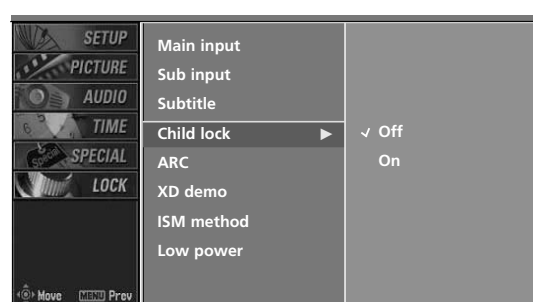 SETUP
PICTURE
AUDIO
TIME
SPECIAL
LOCK
Move MENU Prev
Main input
Sub input
Subtitle
Child lock
ARC
XD demo
ISM method
Low power
Off
On